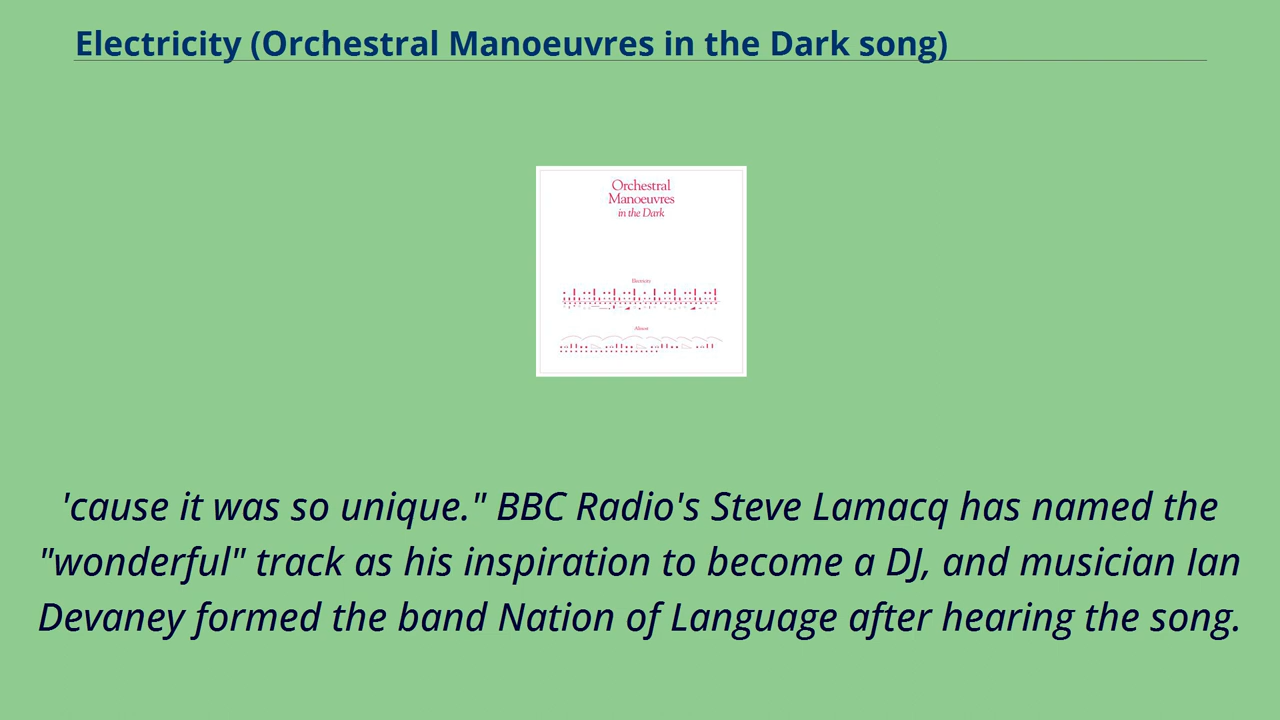 Electricity (Orchestral Manoeuvres in the Dark song)
Orchestral
Manoeuvres
in the Dark
Electricity
Almost
'cause it was so unique." BBC Radio's Steve Lamacq has named the
"wonderful" track as his inspiration to become a DJ, and musician Ian
Devaney formed the band Nation of Language after hearing the song.